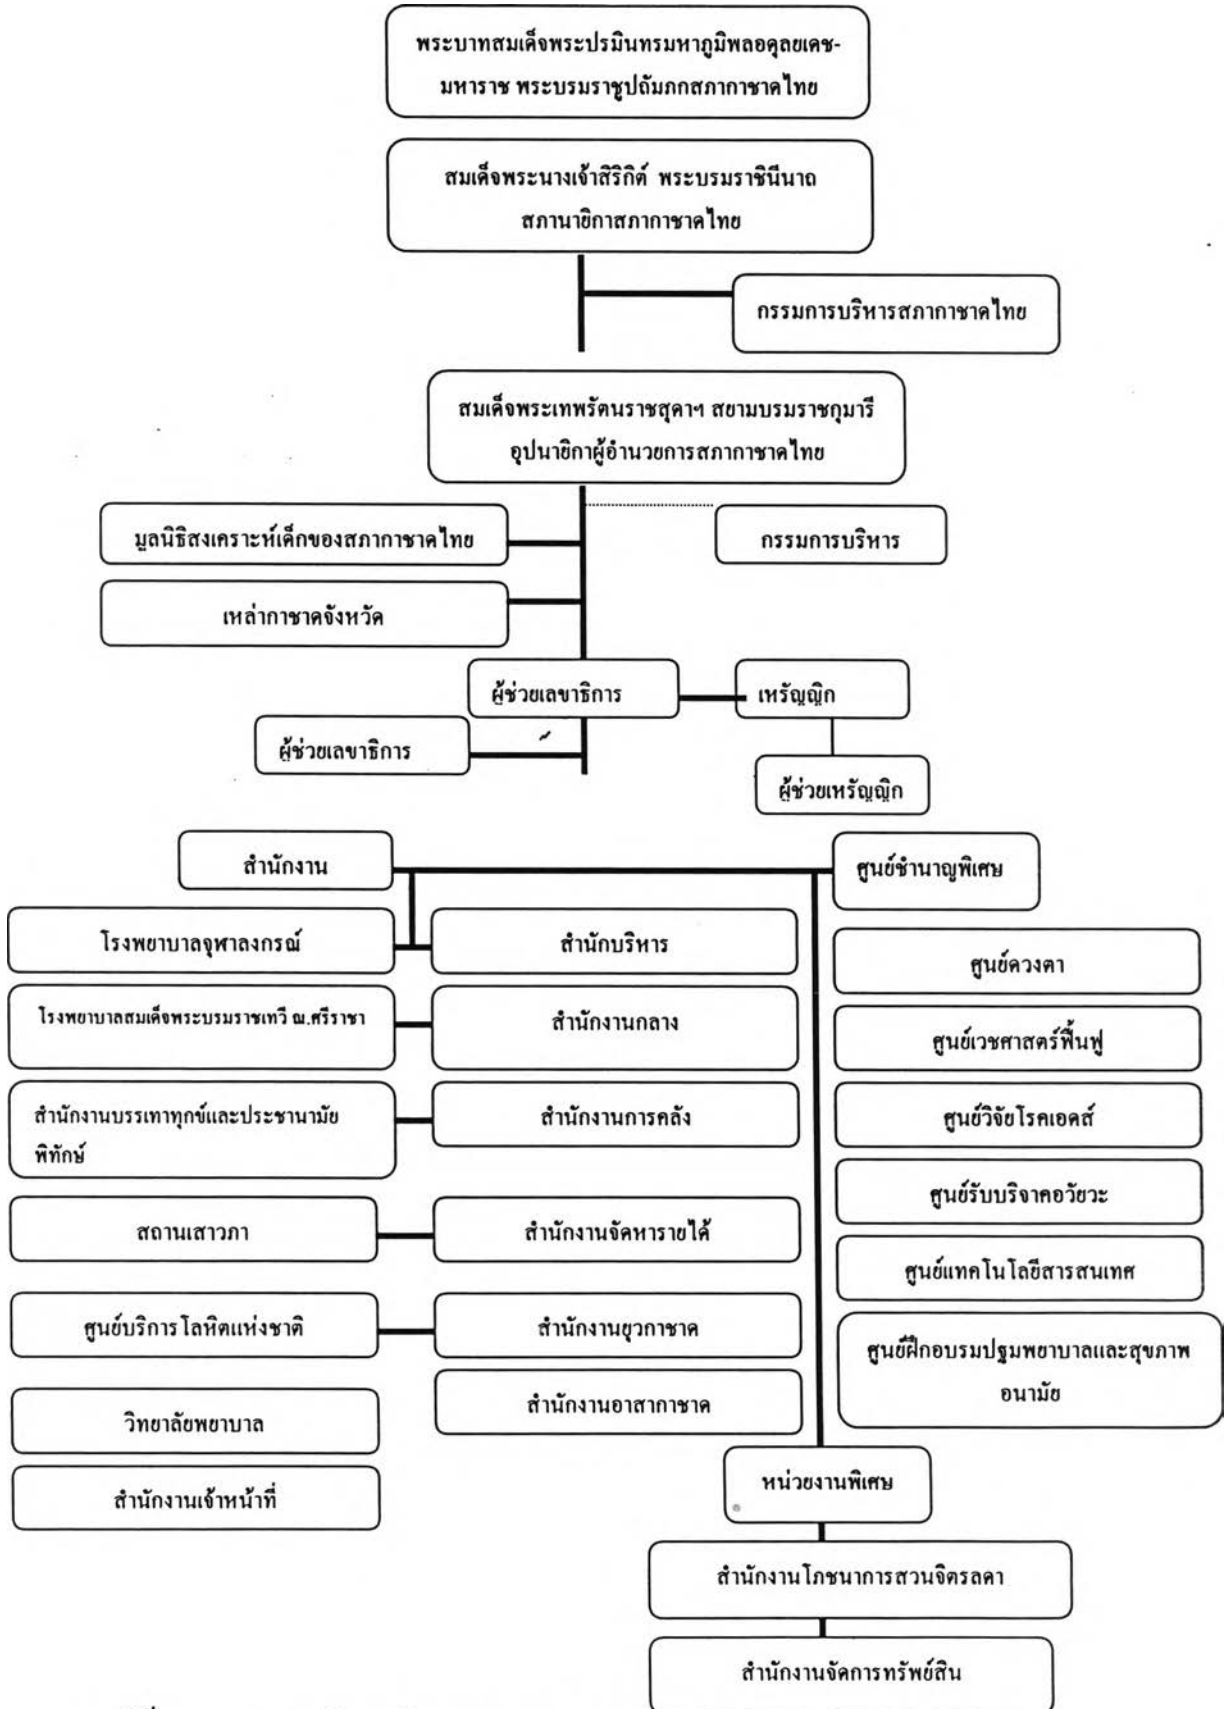 พระบาทสมเด็จพระปรมินทรมหาภูมิพลอดุลยเดช-
มหาราช พระบรมราชูปถัมภกสภากาชาดไทย
สมเด็จพระนางเจ้าสิริกิติ์ พระบรมราชินีนาถ
สภานายิกาสภากาชาดไทย
กรรมการบริหารสภากาชาดไทย
สมเด็จพระเทพรัตนราชสุดาฯ สยามบรมราชกุมารี
อุปนายิกาผู้อำนวยการสภากาชาดไทย
มูลนิธิสงเคราะห์เด็กของสภากาชาดไทย
กรรมการบริหาร
เหล่ากาชาดจังหวัด
ผู้ช่วยเลขาธิการ
เหรัญญิก
ผู้ช่วยเลขาธิการ
ผู้ช่วยเหรัญญิก
สำนักงาน
ศูนย์ชำนาญพิเศษ
โรงพยาบาลจุฬาลงกรณ์
สำนักบริหาร
ศูนย์ดวงตา
โรงพยาบาลสมเด็จพระบรมราชเทวี ณ.ศรีราชา
สำนักงานกลาง
ศูนย์เวชศาสตร์ฟื้นฟู
สำนักงานบรรเทาทุกข์และประชานามัย
พิทักษ์
สำนักงานการคลัง
ศูนย์วิจัยโรคเอดส์
ศูนย์รับบริจาคอวัยวะ
สถานเสาวภา
สำนักงานจัดหารายได้
ศูนย์แทคโนโลยีสารสนเทศ
ศูนย์บริการโลหิตแห่งชาติ
สำนักงานยุวกาชาด
ศูนย์ฝึกอบรมปฐมพยาบาลและสุขภาพ
อนามัย
วิทยาลัยพยาบาล
สำนักงานอาสากาชาด
สำนักงานเจ้าหน้าที่
หน่วยงานพิเศษ
สำนักงานโภชนาการสวนจิตรลดา
สำนักงานจัดการทรัพย์สิน